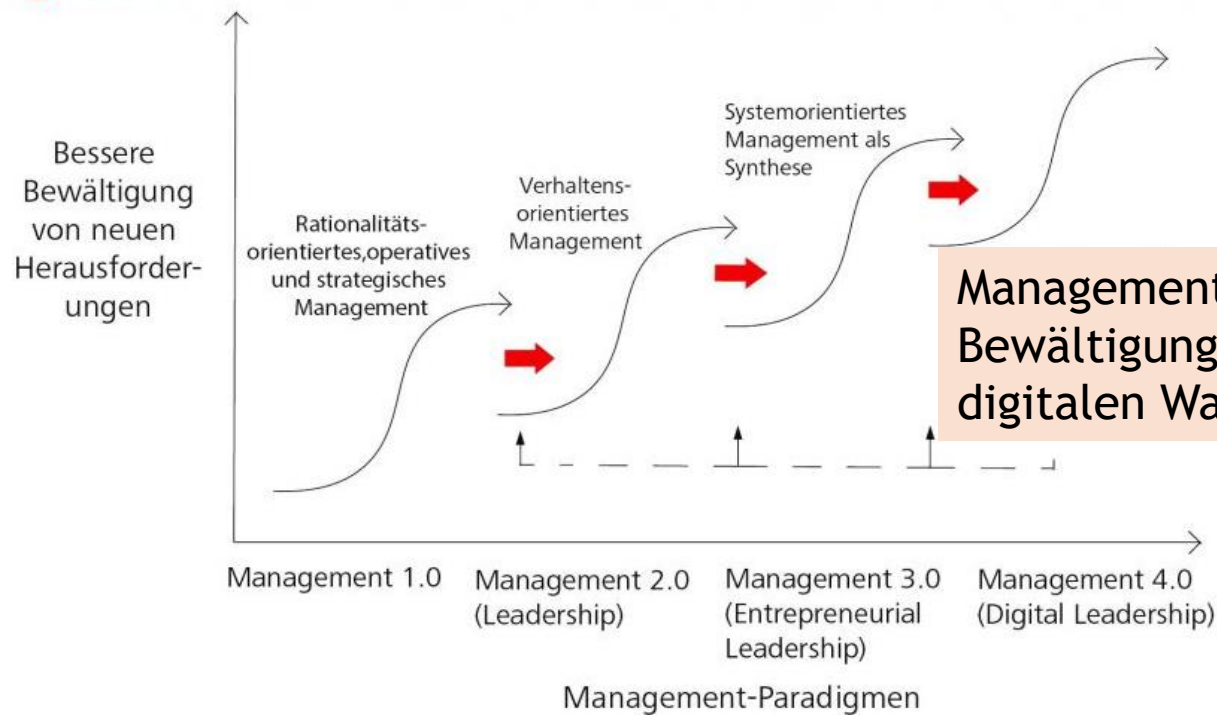 Bessere
Bewältigung
von neuen
Herausforder-
ungen
Rationalitäts-
orientiertes,operatives
und strategisches
Management
Verhaltens-
orientiertes
Management
Systemorientiertes
Management als
Synthese
Management
Bewältigung
digitalen Wa
Management 1.0
Management 2.0
(Leadership)
Management 3.0
(Entrepreneurial
Leadership)
Management 4.0
(Digital Leadership)
Management-Paradigmen